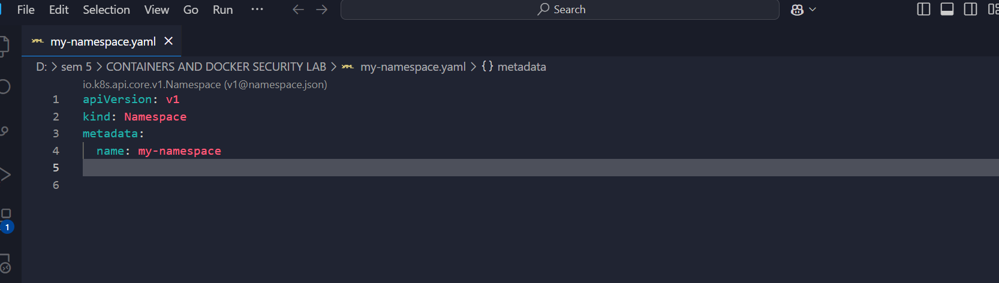 File Edit Selection View Go Run ··· ← → Search
YAML my-namespace.yaml ×
D: > sem 5 > CONTAINERS AND DOCKER SECURITY LAB > YAML my-namespace.yaml > {} metadata
io.k8s.api.core.v1.Namespace (v1@namespace.json)
1 apiVersion: v1
2 kind: Namespace
3 metadata:
4   name: my-namespace
5
6
1